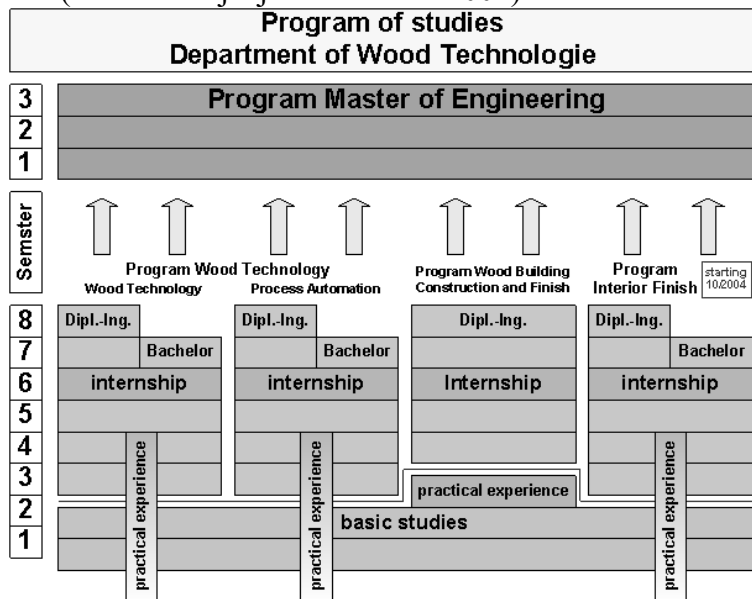 Program of studies
Department of Wood Technologie
3
Program Master of Engineering
2
1
Semster
Program Wood Technology
Wood Technology
Process Automation
Program Wood Building
Construction and Finish
Program
Interior Finish
starting
10/2004
8
Dipl.-Ing.
Dipl.-Ing.
Dipl.-Ing.
Dipl.-Ing.
7
Bachelor
Bachelor
Bachelor
6
internship
internship
Internship
internship
5
4
3
practical experience
2
basic studies
1
practical experience
practical experience
practical experience